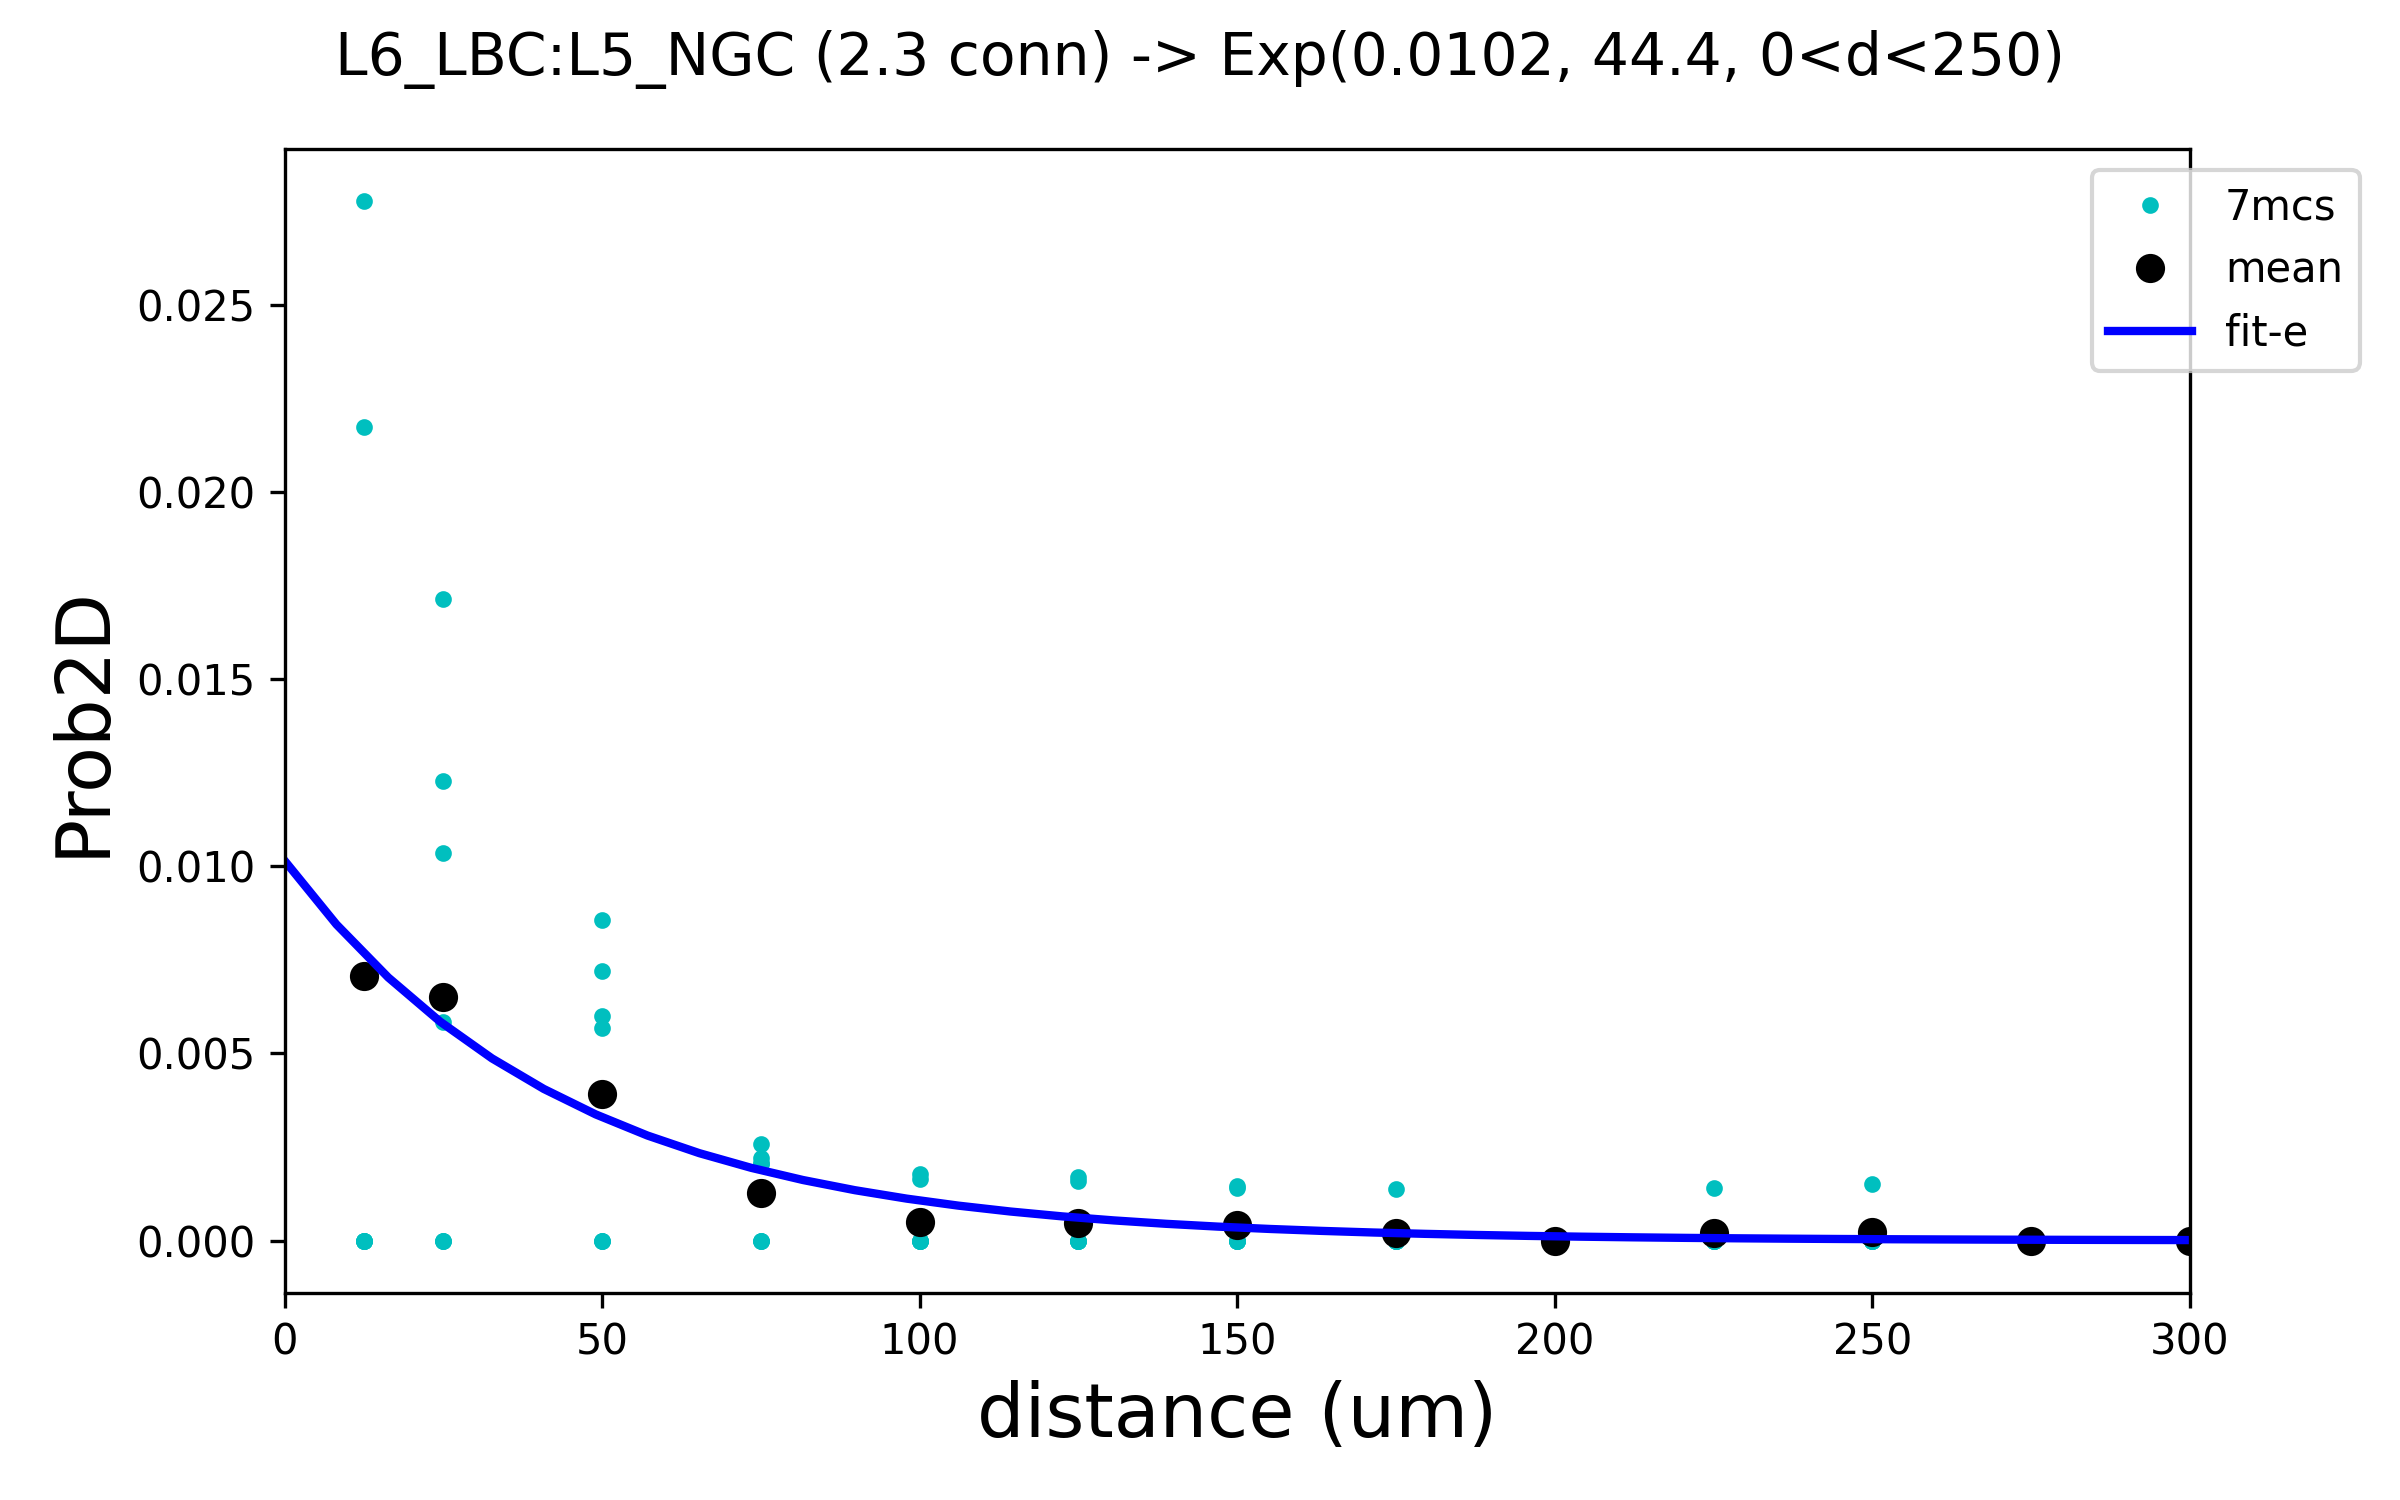 L6_LBC:L5_NGC (2.3 conn) -> Exp(0.0102, 44.4, 0<d<250)
7mcs
mean
fit-e
Prob2D
0.025
0.020
0.015
0.010
0.005
0.000
0 50 100 150 200 250 300
distance (um)